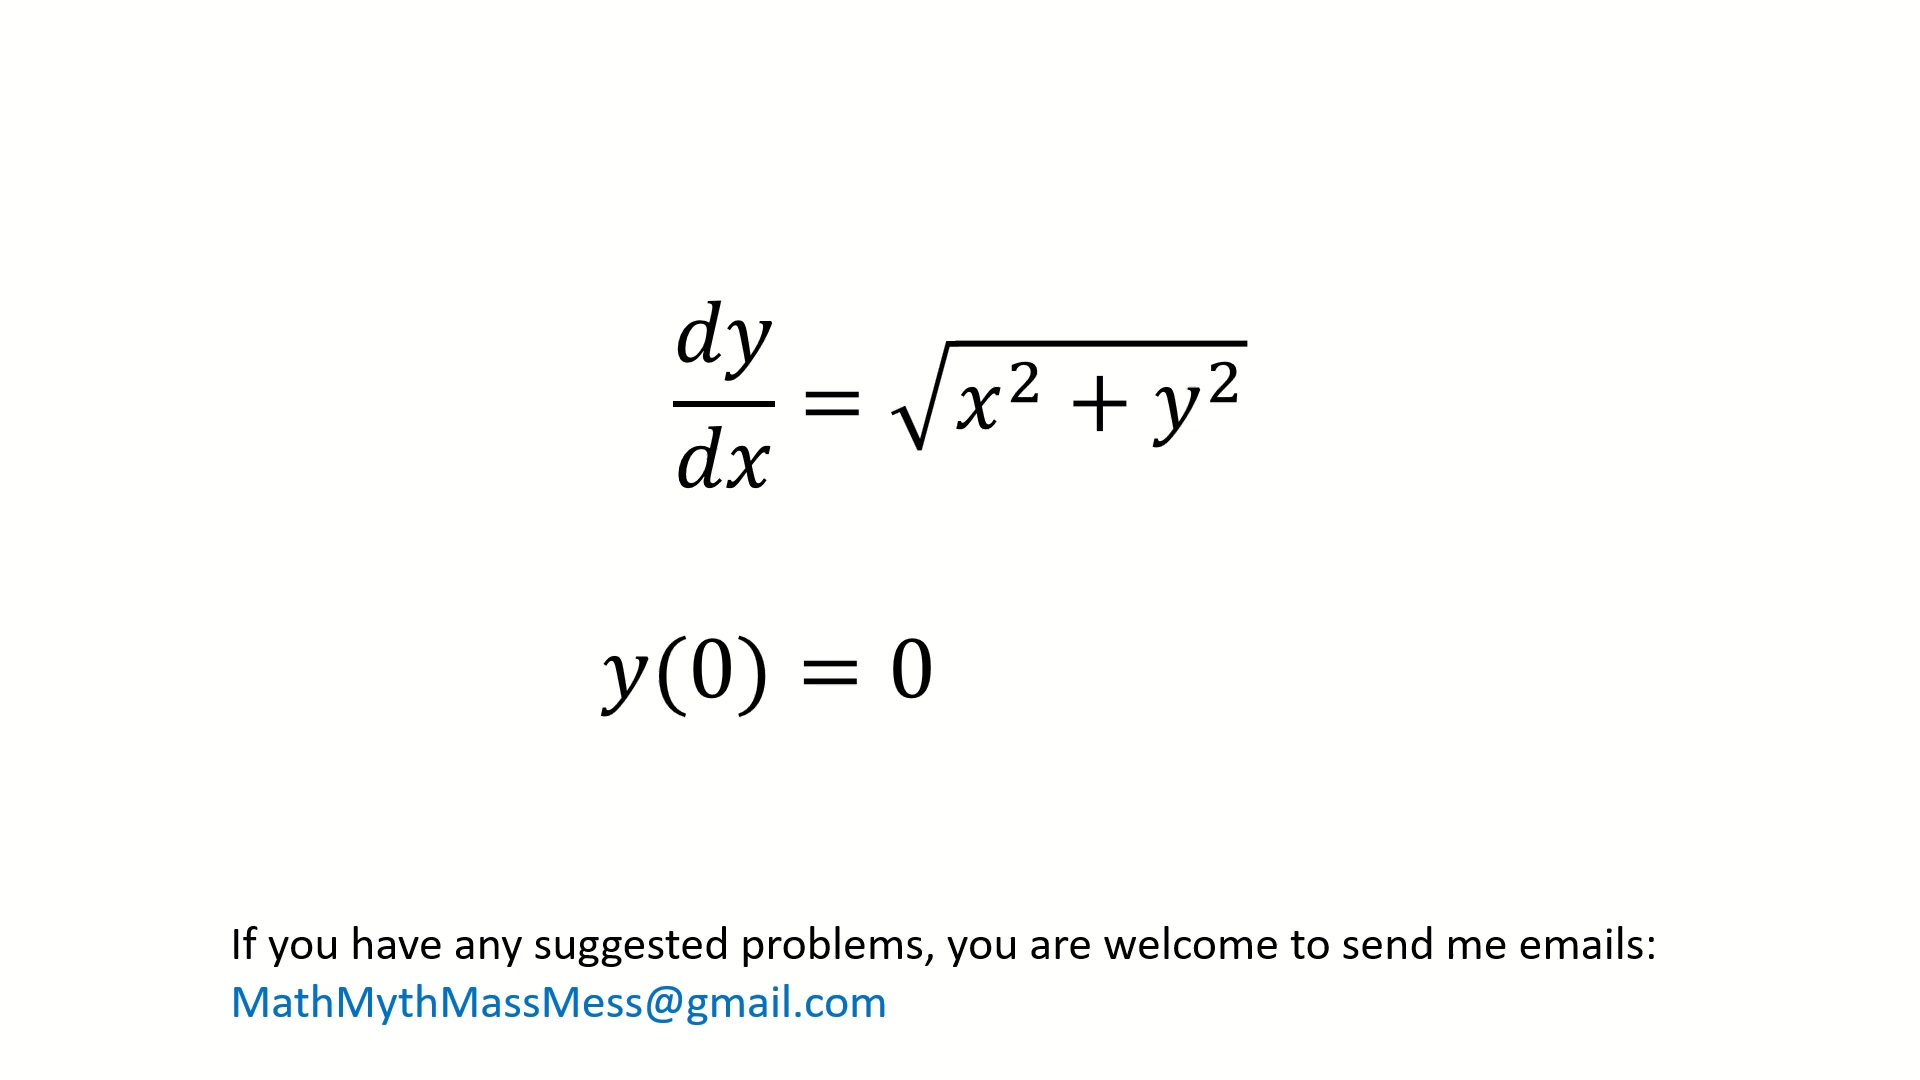 dy/dx = √(x² + y²)
y(0) = 0
If you have any suggested problems, you are welcome to send me emails:
MathMythMassMess@gmail.com